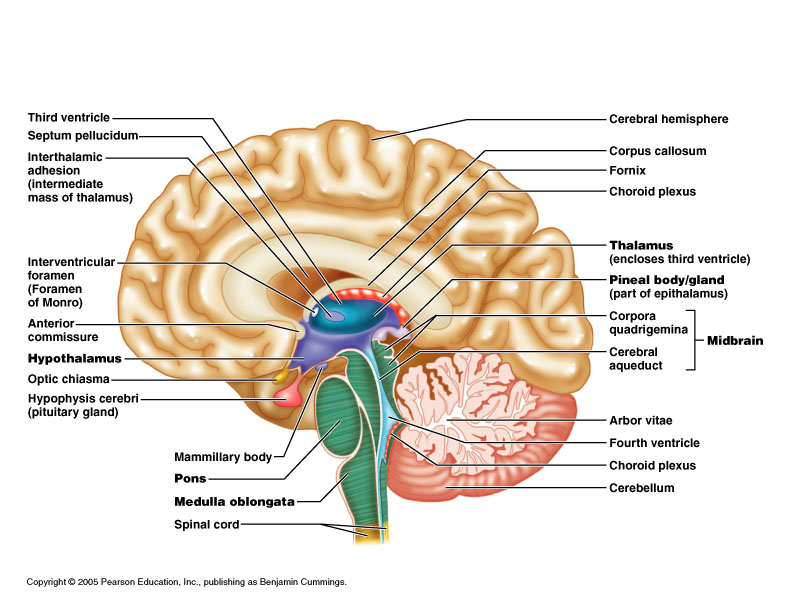 Third ventricle
Septum pellucidum
Interthalamic
adhesion
(intermediate
mass of thalamus)
Interventricular
foramen
(Foramen
of Monro)
Anterior
commissure
Hypothalamus
Optic chiasma
Hypophysis cerebri
(pituitary gland)
Mammillary body
Pons
Medulla oblongata
Spinal cord
Cerebral hemisphere
Corpus callosum
Fornix
Choroid plexus
Thalamus
(encloses third ventricle)
Pineal body/gland
(part of epithalamus)
Corpora
quadrigemina
Midbrain
Cerebral
aqueduct
Arbor vitae
Fourth ventricle
Choroid plexus
Cerebellum
Copyright © 2005 Pearson Education, Inc., publishing as Benjamin Cummings.